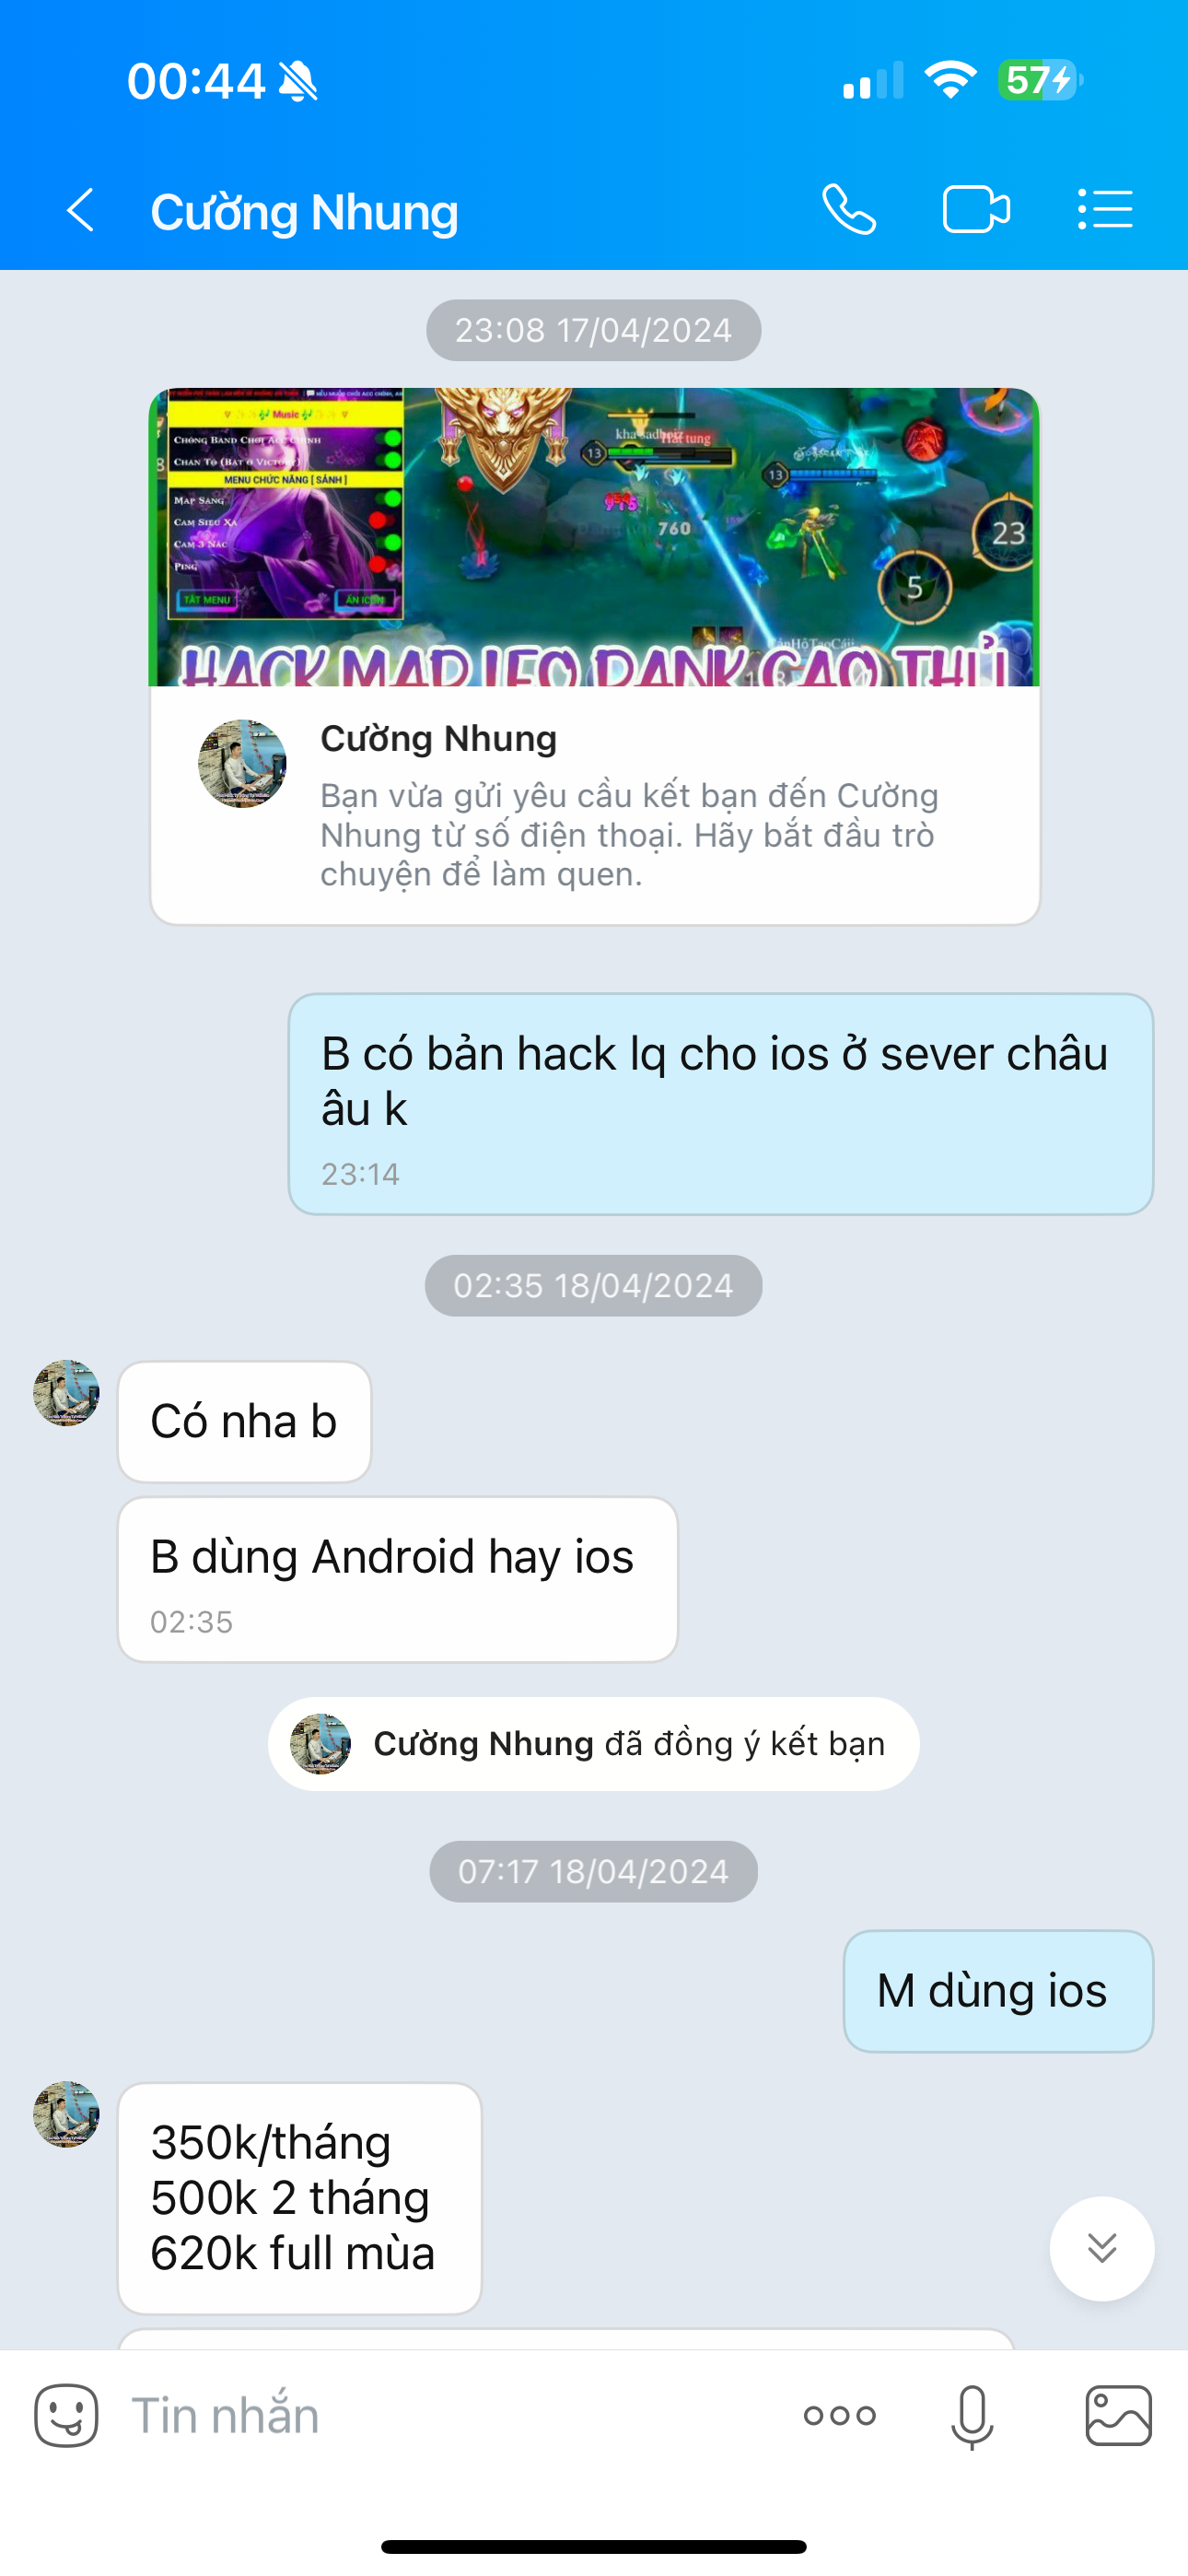 00:44
57
Cường Nhung
23:08 17/04/2024
Music
CHỐNG BAND CHƠI ACC CHÍNH
MENU CHỨC NĂNG [ SẢNH ]
MAP SÁNG
CAM SIÊU XA
CAM 3 NẤC
PING
TẮT MENU
ẨN ICON
13
13
760
23
5
HACK MAP LEO RANK CAO THỦ
Cường Nhung
Bạn vừa gửi yêu cầu kết bạn đến Cường
Nhung từ số điện thoại. Hãy bắt đầu trò
chuyện để làm quen.
B có bản hack lq cho ios ở sever châu
âu k
23:14
02:35 18/04/2024
Có nha b
B dùng Android hay ios
02:35
Cường Nhung đã đồng ý kết bạn
07:17 18/04/2024
M dùng ios
350k/tháng
500k 2 tháng
620k full mùa
Tin nhắn